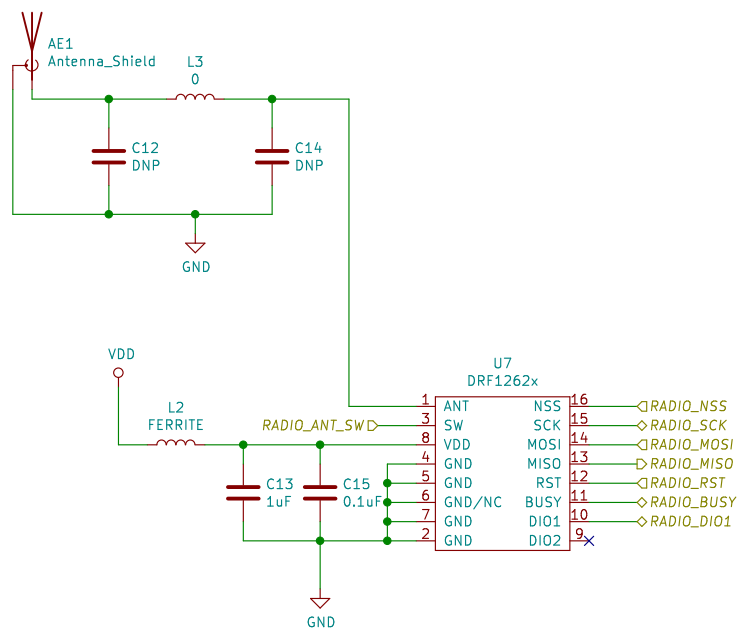 AE1
Antenna_Shield
L3
0
C12
DNP
C14
DNP
GND
VDD
L2
FERRITE
RADIO_ANT_SW
C13
1uF
C15
0.1uF
GND
U7
DRF1262x
1 ANT NSS 16 RADIO_NSS
3 SW SCK 15 RADIO_SCK
8 VDD MOSI 14 RADIO_MOSI
4 GND MISO 13 RADIO_MISO
5 GND RST 12 RADIO_RST
6 GND/NC BUSY 11 RADIO_BUSY
7 GND DIO1 10 RADIO_DIO1
2 GND DIO2 9